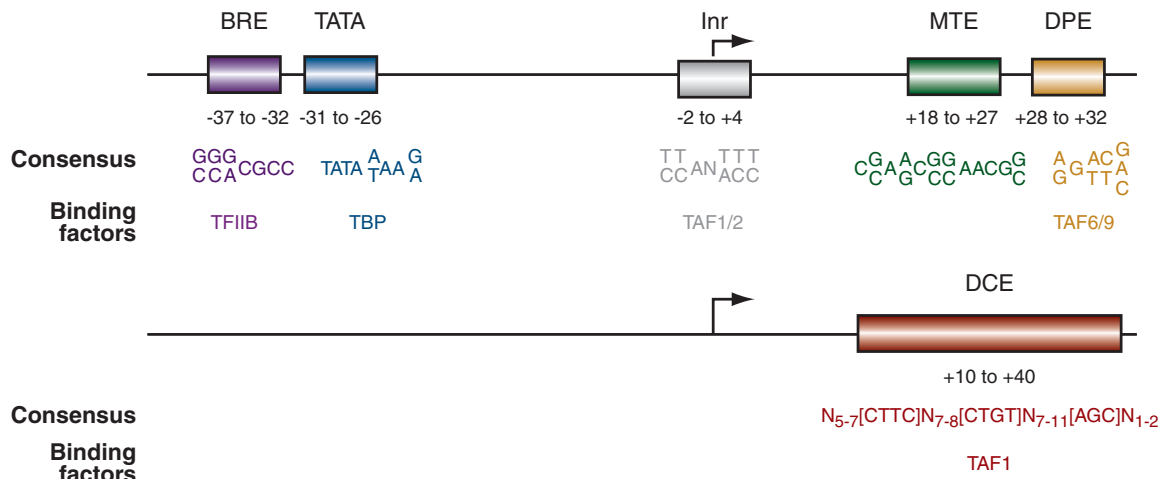 BRE TATA Inr MTE DPE
-37 to -32 -31 to -26 -2 to +4 +18 to +27 +28 to +32
GGG A G TT TTT G A GG G A AC G
Consensus CGCC TATA AA AN C A C AACG G A
CCA T A CC ACC C G CC C G TT C
Binding factors TFIIB TBP TAF1/2 TAF6/9
DCE
+10 to +40
Consensus N5-7[CTTC]N7-8[CTGT]N7-11[AGC]N1-2
Binding factors TAF1